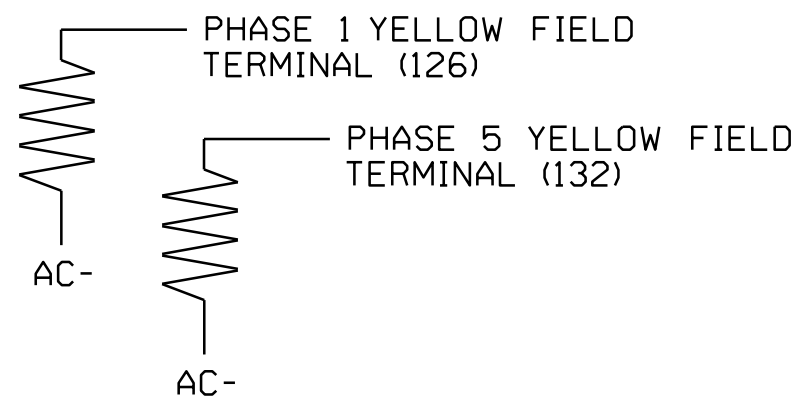 PHASE 1 YELLOW FIELD
TERMINAL (126)
PHASE 5 YELLOW FIELD
TERMINAL (132)
AC-
AC-